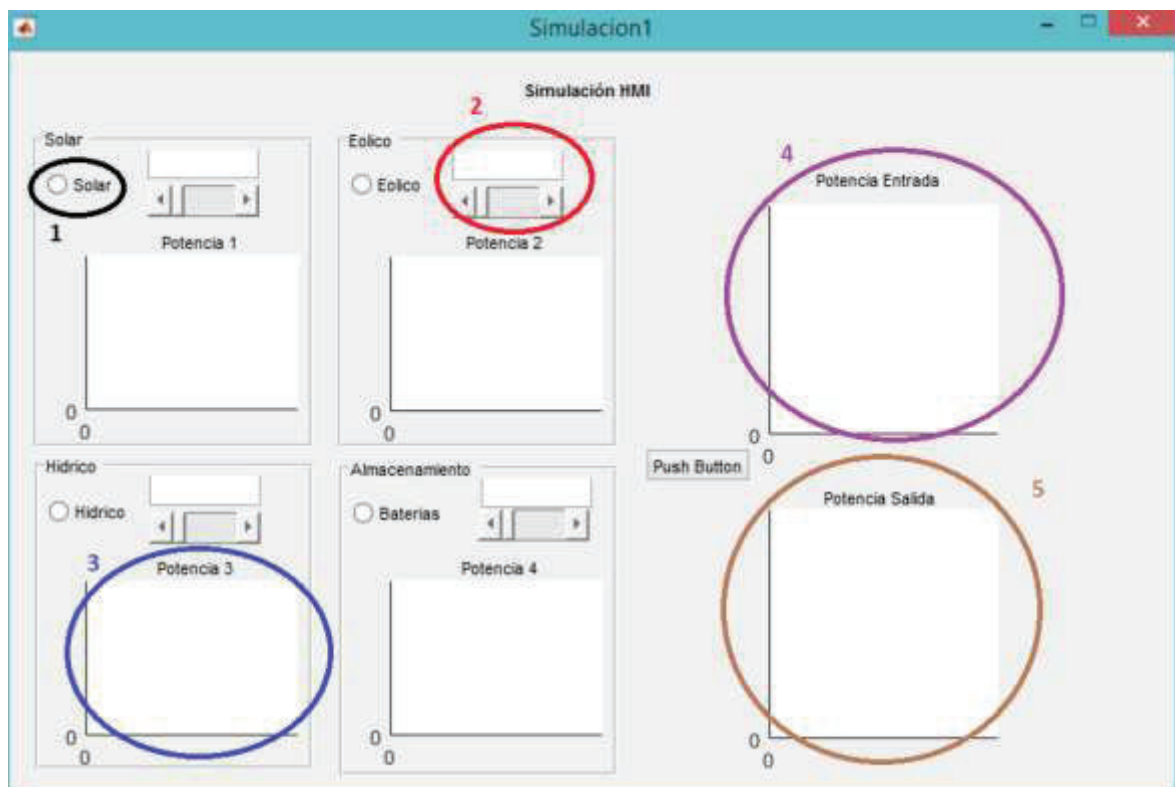 Simulacion1
Simulación HMI
Solar
Solar
1
Potencia 1
0
0
2
Eolico
Eolico
Potencia 2
0
0
4
Potencia Entrada
0
0
Hidrico
Hidrico
3
Potencia 3
0
0
Almacenamiento
Baterias
Potencia 4
0
0
Push Button
5
Potencia Salida
0
0